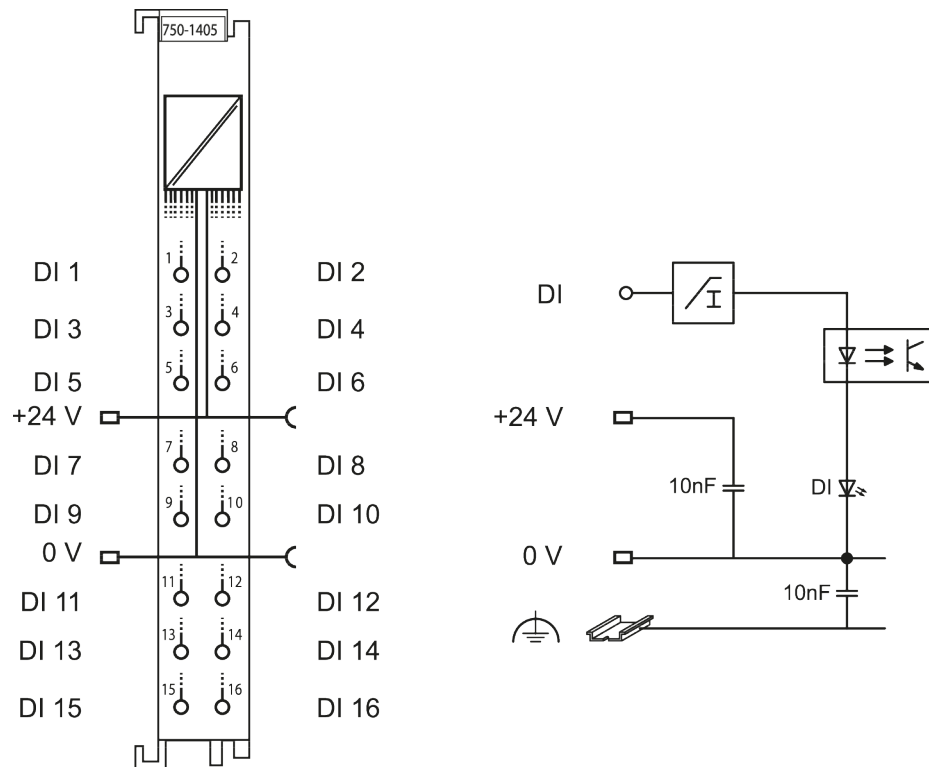 750-1405
DI 1 1 2 DI 2
DI 3 3 4 DI 4
DI 5 5 6 DI 6
+24 V
DI 7 7 8 DI 8
DI 9 9 10 DI 10
0 V
DI 11 11 12 DI 12
DI 13 13 14 DI 14
DI 15 15 16 DI 16
DI
I
+24 V
10nF
DI
0 V
10nF